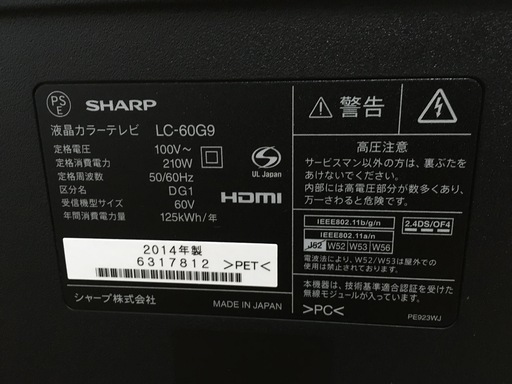 PS
E
SHARP
液晶カラーテレビ LC-60G9
定格電圧 100V～
定格消費電力 210W
定格周波数 50/60Hz
区分名 DG1
受信機型サイズ 60V
年間消費電力量 125kWh/年
UL Japan
HDMI
2014年製
6317812
>PET<
シャープ株式会社
MADE IN JAPAN
警告
高圧注意
サービスマン以外の方は、裏ぶたを
あけないでください。
内部には高電圧部分が数多くあり、
万一さわると危険です。
IEEE802.11b/g/n
2.4DS/OF4
IEEE802.11a/n
J52 W52 W53 W56
電波法により、W52/W53は屋外での
使用は禁止されています。
本機器は、技術基準適合認証を受けた
無線モジュールが入っています。
>PC<
PE923WJ